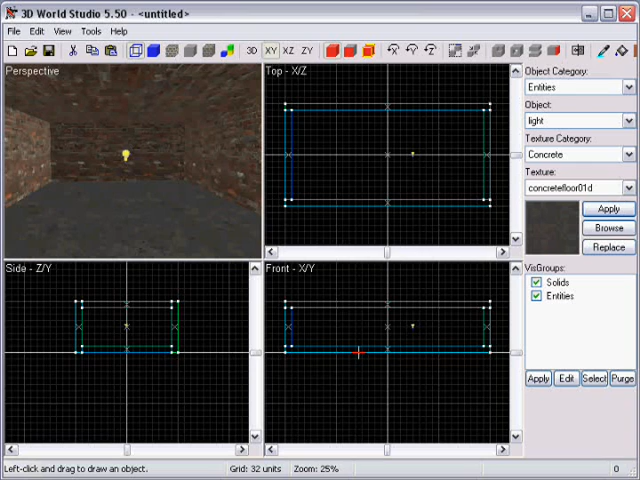 3D World Studio 5.50 - <untitled>
File Edit View Tools Help
3D XY XZ ZY
X Y Z
Perspective
Top - X/Z
Side - Z/Y
Front - X/Y
Object Category:
Entities
Object:
light
Texture Category:
Concrete
Texture:
concretefloor01d
Apply
Browse
Replace
VisGroups:
Solids
Entities
Apply Edit Select Purge
Left-click and drag to draw an object. Grid: 32 units Zoom: 25% 0